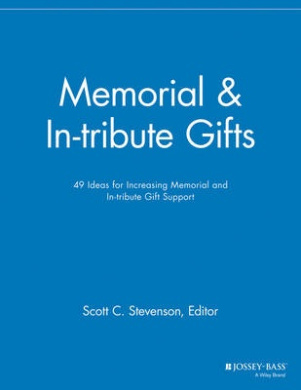 Memorial &
In-tribute Gifts
49 Ideas for Increasing Memorial and
In-tribute Gift Support
Scott C. Stevenson, Editor
JOSSEY-BASS
A Wiley Brand